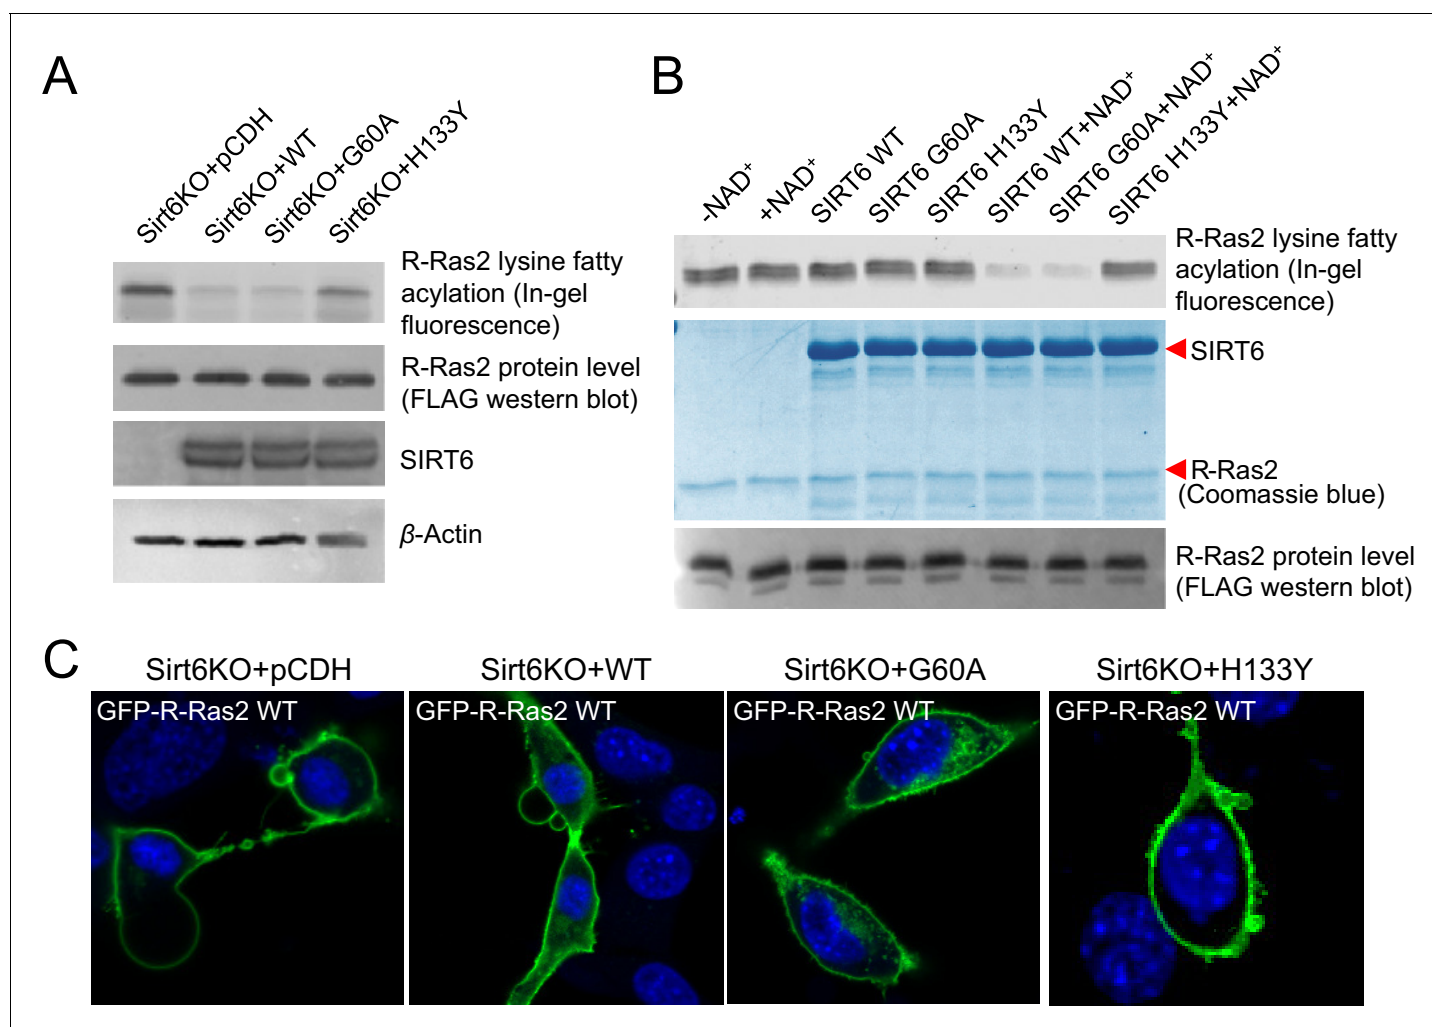 A
Sirt6KO+pCDH
Sirt6KO+WT
Sirt6KO+G60A
Sirt6KO+H133Y
R-Ras2 lysine fatty
acylation (In-gel
fluorescence)
R-Ras2 protein level
(FLAG western blot)
SIRT6
β-Actin
B
-NAD⁺
+NAD⁺
SIRT6 WT
SIRT6 G60A
SIRT6 H133Y
SIRT6 WT+NAD⁺
SIRT6 G60A+NAD⁺
SIRT6 H133Y+NAD⁺
R-Ras2 lysine fatty
acylation (In-gel
fluorescence)
SIRT6
R-Ras2
(Coomassie blue)
R-Ras2 protein level
(FLAG western blot)
C
Sirt6KO+pCDH
Sirt6KO+WT
Sirt6KO+G60A
Sirt6KO+H133Y
GFP-R-Ras2 WT
GFP-R-Ras2 WT
GFP-R-Ras2 WT
GFP-R-Ras2 WT